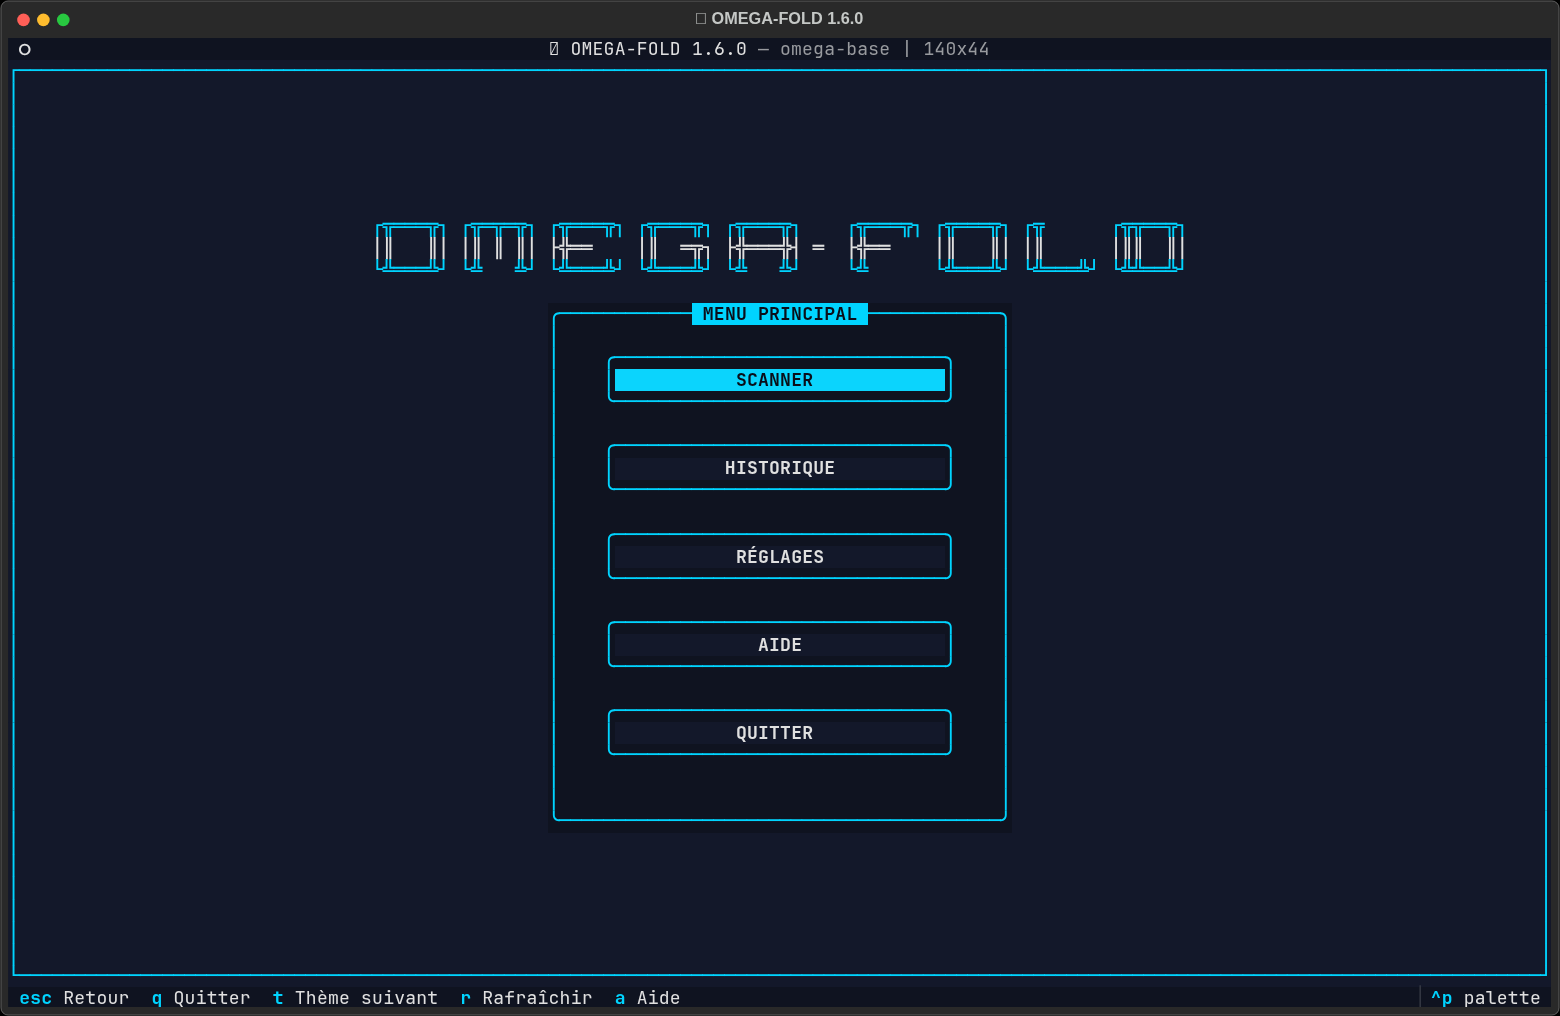 OMEGA-FOLD 1.6.0
OMEGA-FOLD 1.6.0 — omega-base | 140x44
OMEGA-FOLD
MENU PRINCIPAL
SCANNER
HISTORIQUE
RÉGLAGES
AIDE
QUITTER
esc Retour q Quitter t Thème suivant r Rafraîchir a Aide ^p palette